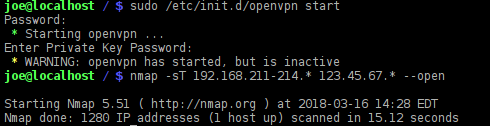 joe@localhost / $ sudo /etc/init.d/openvpn start
Password:
* Starting openvpn ...
Enter Private Key Password:
* WARNING: openvpn has started, but is inactive
joe@localhost / $ nmap -sT 192.168.211-214.* 123.45.67.* --open
Starting Nmap 5.51 ( http://nmap.org ) at 2018-03-16 14:28 EDT
Nmap done: 1280 IP addresses (1 host up) scanned in 15.12 seconds